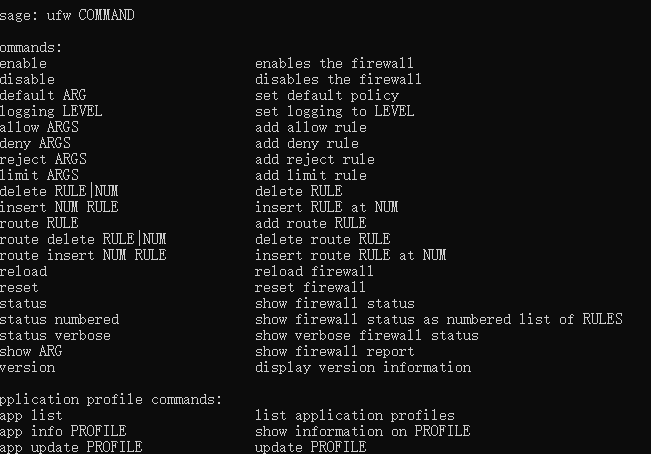 sage: ufw COMMAND
ommands:
enable enables the firewall
disable disables the firewall
default ARG set default policy
logging LEVEL set logging to LEVEL
allow ARGS add allow rule
deny ARGS add deny rule
reject ARGS add reject rule
limit ARGS add limit rule
delete RULE|NUM delete RULE
insert NUM RULE insert RULE at NUM
route RULE add route RULE
route delete RULE|NUM delete route RULE
route insert NUM RULE insert route RULE at NUM
reload reload firewall
reset reset firewall
status show firewall status
status numbered show firewall status as numbered list of RULES
status verbose show verbose firewall status
show ARG show firewall report
version display version information
pplication profile commands:
app list list application profiles
app info PROFILE show information on PROFILE
app update PROFILE update PROFILE